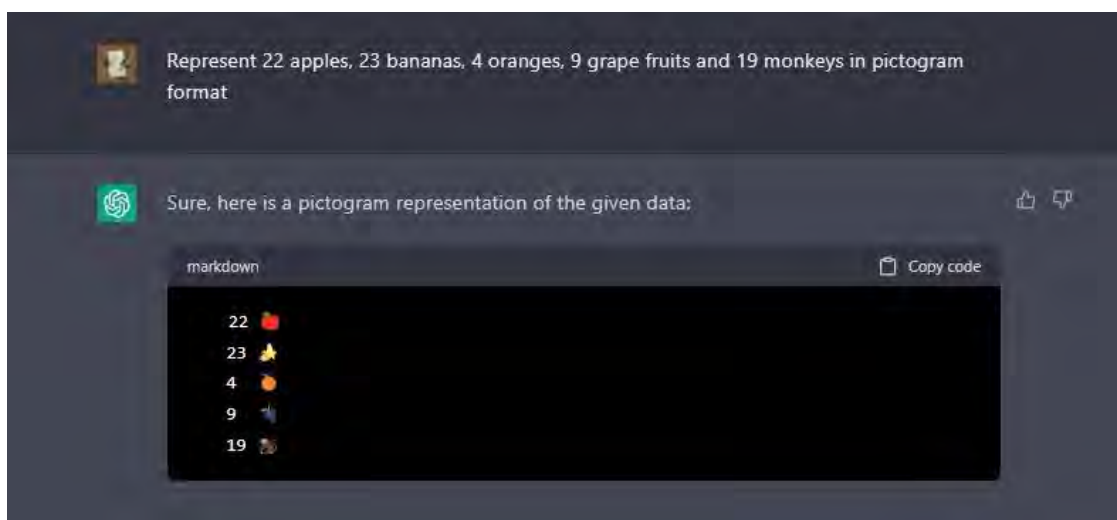 Represent 22 apples, 23 bananas, 4 oranges, 9 grape fruits and 19 monkeys in pictogram
format
Sure, here is a pictogram representation of the given data:
markdown
Copy code
22 🍎
23 🍌
4 🍊
9 🍇
19 🐒